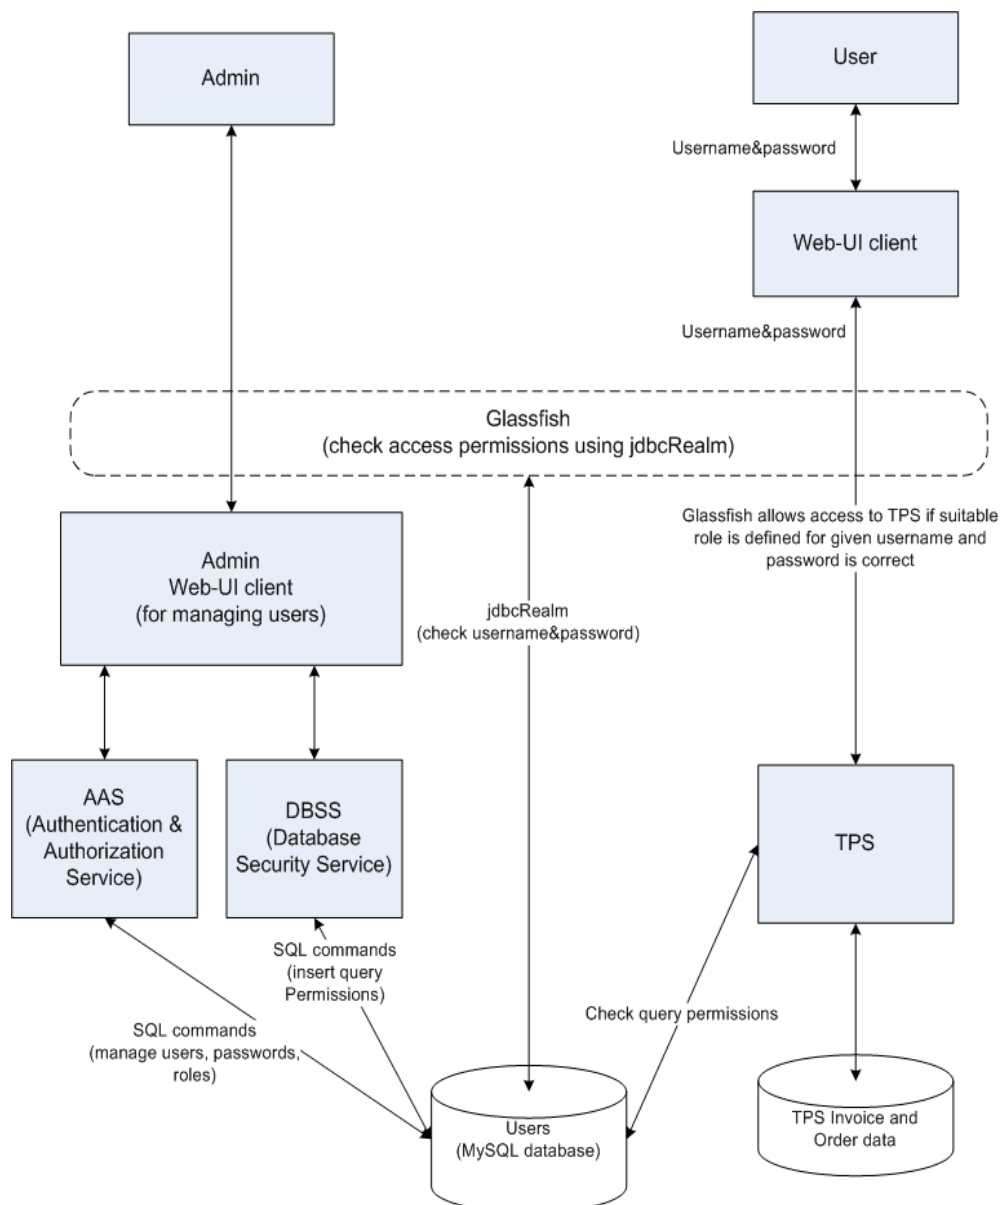 User
Admin
Username&password
Web-UI client
Username&password
Glassfish
(check access permissions using jdbcRealm)
Glassfish allows access to TPS if suitable
role is defined for given username and
password is correct
Admin
Web-UI client
(for managing users)
jdbcRealm
(check username&password)
AAS
(Authentication &
Authorization
Service)
DBSS
(Database
Security Service)
TPS
SQL commands
(insert query
Permissions)
SQL commands
(manage users, passwords,
roles)
Check query permissions
Users
(MySQL database)
TPS Invoice and
Order data